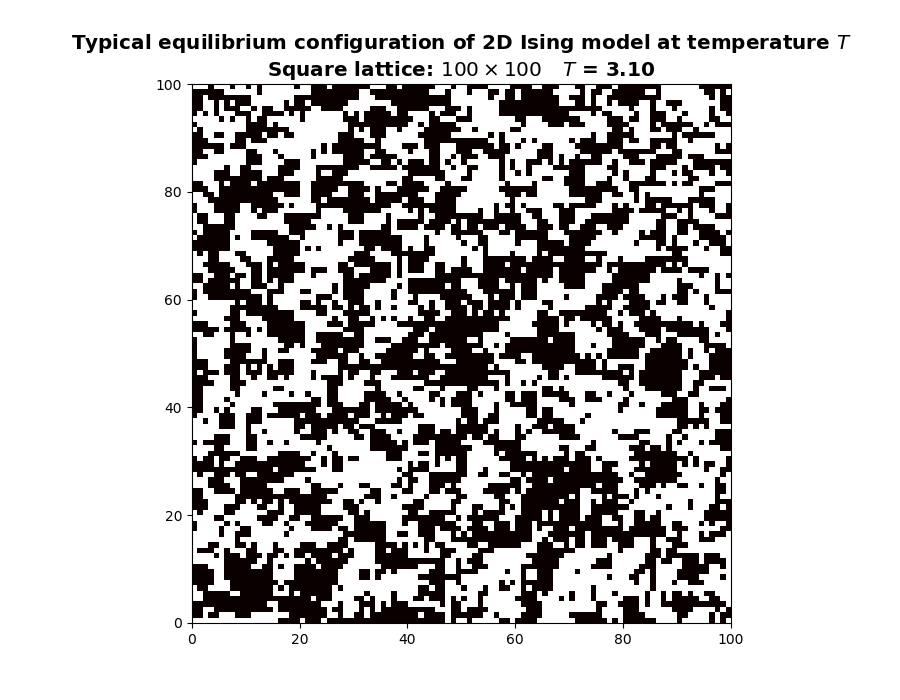 Typical equilibrium configuration of 2D Ising model at temperature T
Square lattice: 100 × 100 T = 3.10
100
80
60
40
20
0
0 20 40 60 80 100